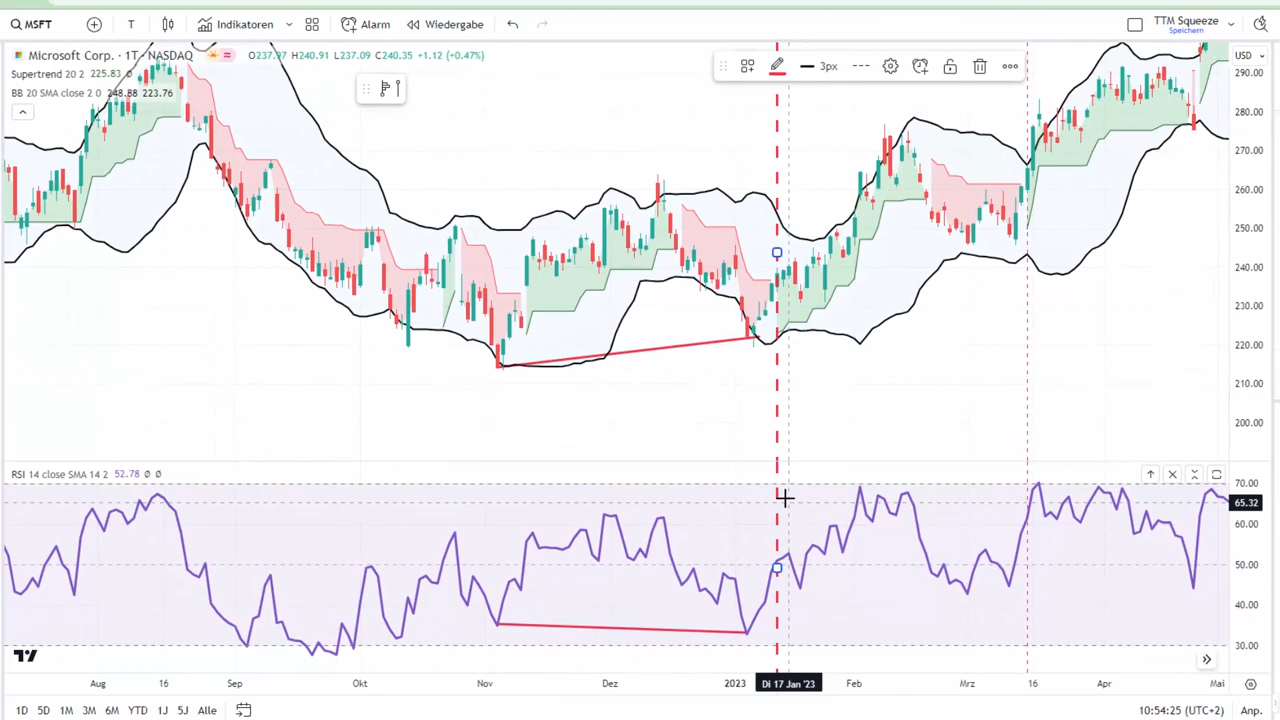 MSFT
T
Indikatoren
Alarm
Wiedergabe
TTM Squeeze
Speichern
Microsoft Corp. · 1T · NASDAQ
O237.97 H240.91 L237.09 C240.35 +1.12 (+0.47%)
USD
Supertrend 20 2 225.83 ∅
BB 20 SMA close 2 0 248.88 223.76
3px
290.00
280.00
270.00
260.00
250.00
240.00
230.00
220.00
210.00
200.00
RSI 14 close SMA 14 2 52.78 ∅ ∅
70.00
65.32
60.00
50.00
40.00
30.00
Aug
16
Sep
Okt
Nov
Dez
2023
Di 17 Jan '23
Feb
Mrz
16
Apr
Mai
1D 5D 1M 3M 6M YTD 1J 5J Alle
10:54:25 (UTC+2)
Anp.